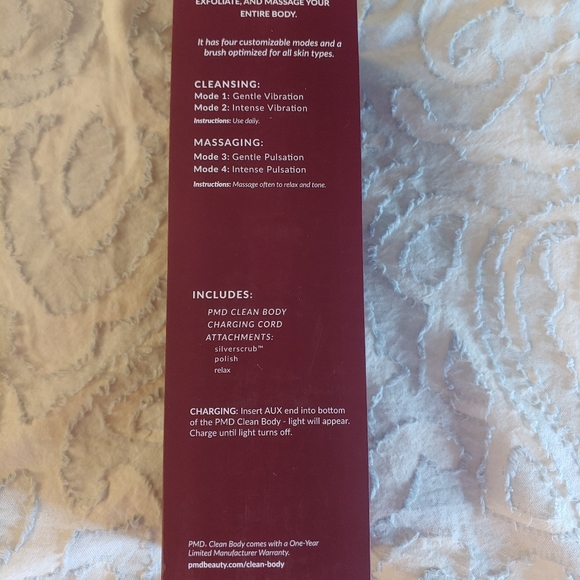 EXFOLIATE, AND MASSAGE YOUR
ENTIRE BODY.
It has four customizable modes and a
brush optimized for all skin types.
CLEANSING:
Mode 1: Gentle Vibration
Mode 2: Intense Vibration
Instructions: Use daily.
MASSAGING:
Mode 3: Gentle Pulsation
Mode 4: Intense Pulsation
Instructions: Massage often to relax and tone.
INCLUDES:
PMD CLEAN BODY
CHARGING CORD
ATTACHMENTS:
silverscrub™
polish
relax
CHARGING: Insert AUX end into bottom
of the PMD Clean Body - light will appear.
Charge until light turns off.
PMD® Clean Body comes with a One-Year
Limited Manufacturer Warranty.
pmdbeauty.com/clean-body